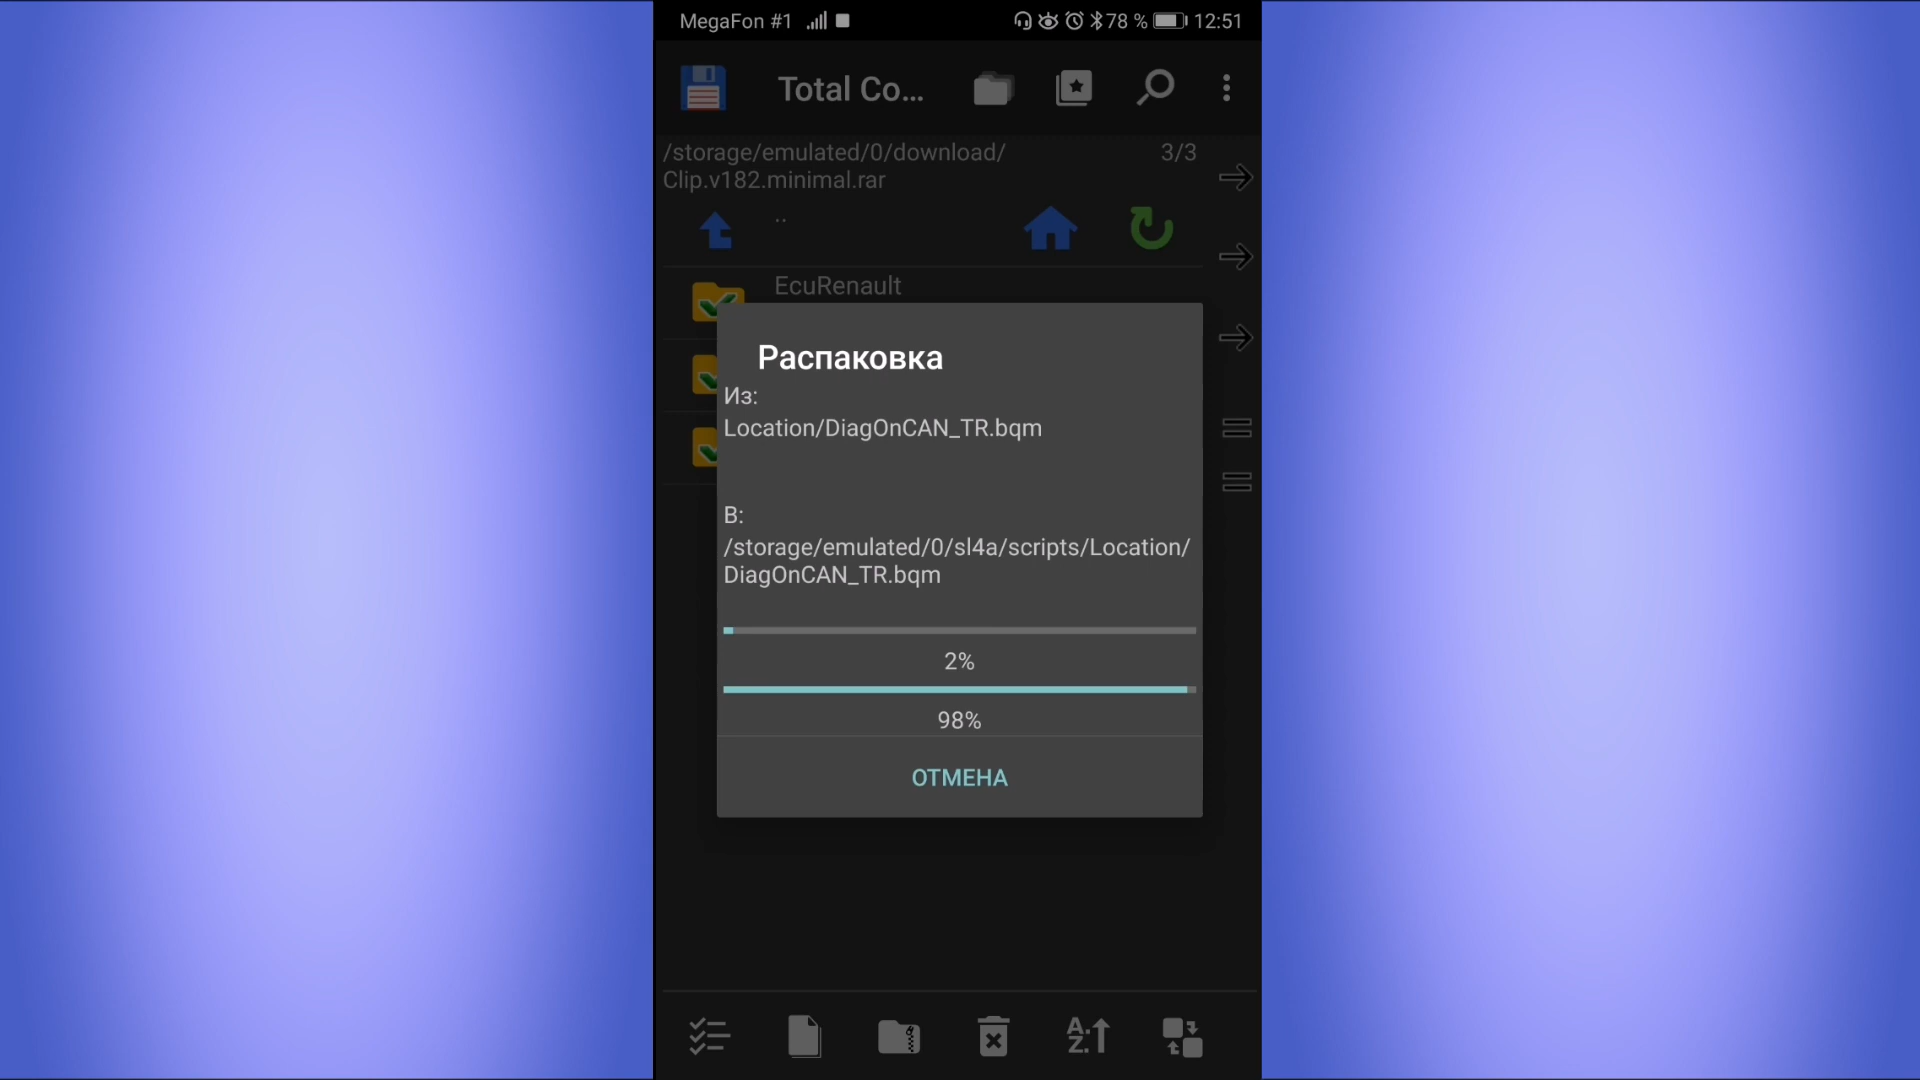 MegaFon #1
78 %
12:51
Total Co...
/storage/emulated/0/download/
Clip.v182.minimal.rar
3/3
..
EcuRenault
Распаковка
Из:
Location/DiagOnCAN_TR.bqm
В:
/storage/emulated/0/sl4a/scripts/Location/
DiagOnCAN_TR.bqm
2%
98%
ОТМЕНА
A.
Z.